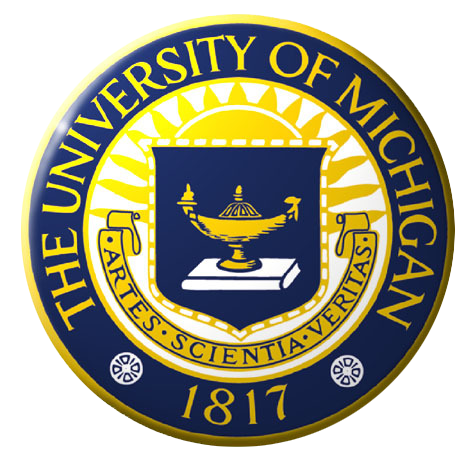 THE UNIVERSITY OF MICHIGAN
ARTES · SCIENTIA · VERITAS
1817